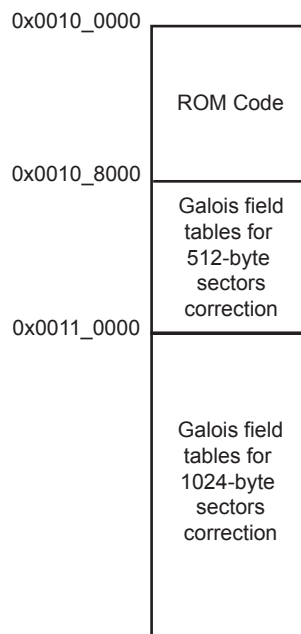 0x0010_0000
ROM Code
0x0010_8000
Galois field
tables for
512-byte
sectors
correction
0x0011_0000
Galois field
tables for
1024-byte
sectors
correction